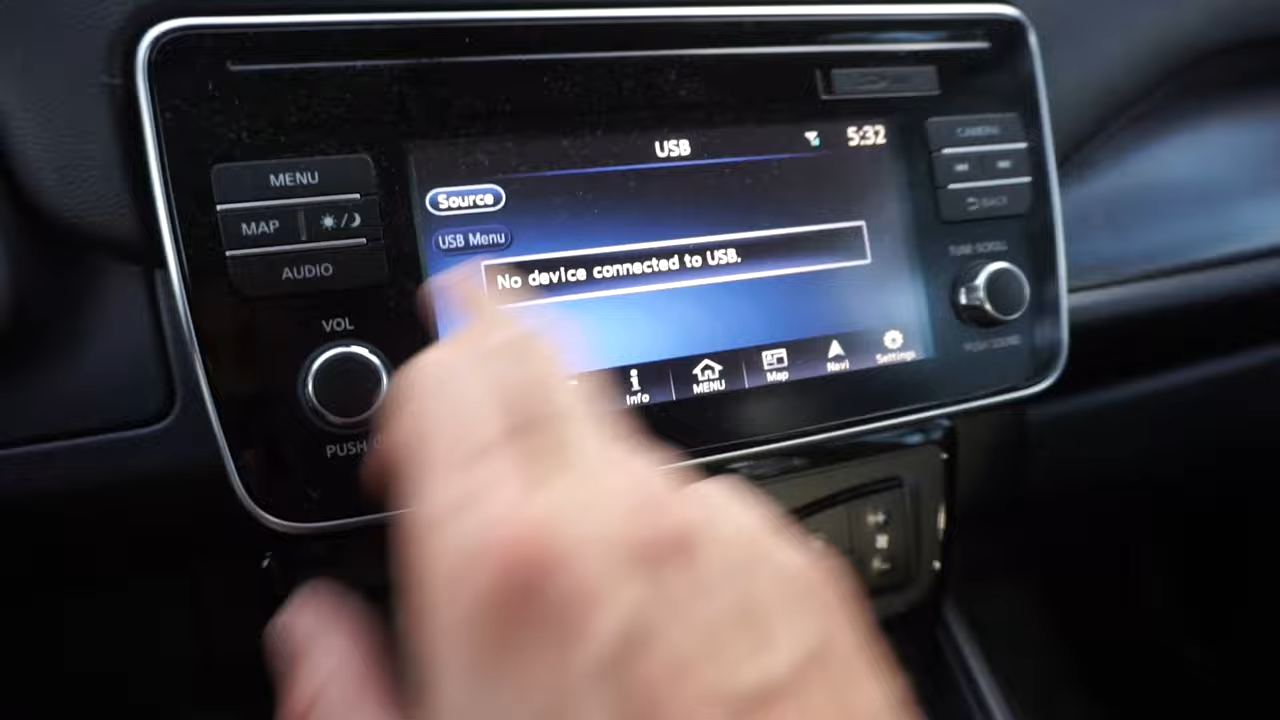 USB
5:32
CAMERA
MENU
Source
MAP
BACK
USB Menu
No device connected to USB.
AUDIO
TUNE·SCROLL
VOL
Info
MENU
Map
Navi
Settings
PUSH SOUND
PUSH